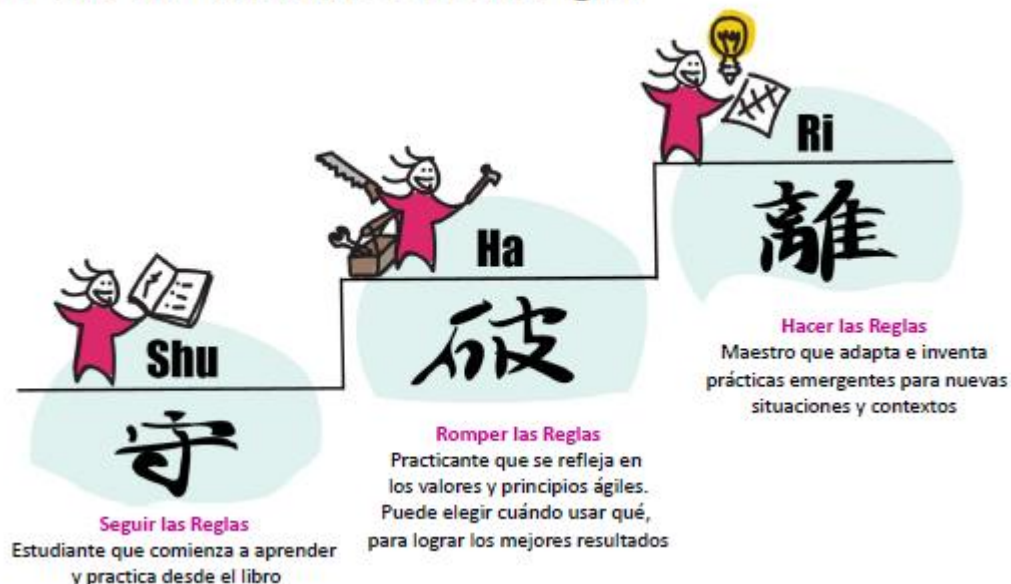 Shu
守
Seguir las Reglas
Estudiante que comienza a aprender
y practica desde el libro
Ha
破
Romper las Reglas
Practicante que se refleja en
los valores y principios ágiles.
Puede elegir cuándo usar qué,
para lograr los mejores resultados
Ri
離
Hacer las Reglas
Maestro que adapta e inventa
prácticas emergentes para nuevas
situaciones y contextos